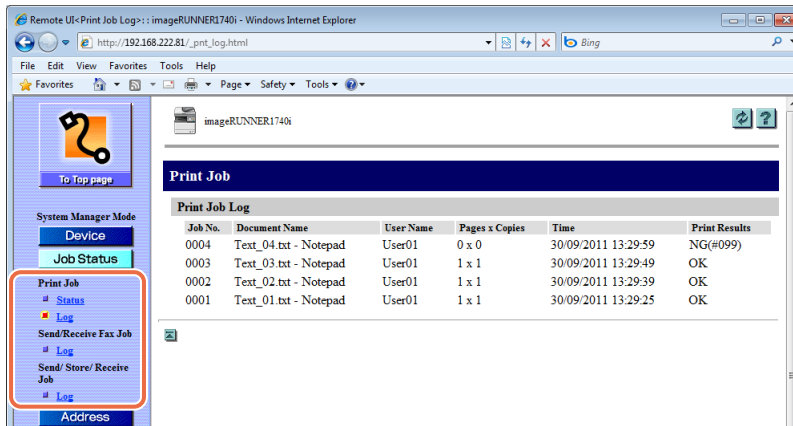 Remote UI<Print Job Log>: : imageRUNNER1740i - Windows Internet Explorer
http://192.168.222.81/_pnt_log.html
Bing
File Edit View Favorites Tools Help
Favorites Page Safety Tools
To Top page
System Manager Mode
Device
Job Status
Print Job
Status
Log
Send/Receive Fax Job
Log
Send/ Store/ Receive
Job
Log
Address
imageRUNNER1740i
Print Job
Print Job Log
Job No. Document Name User Name Pages x Copies Time Print Results
0004 Text_04.txt - Notepad User01 0 x 0 30/09/2011 13:29:59 NG(#099)
0003 Text_03.txt - Notepad User01 1 x 1 30/09/2011 13:29:49 OK
0002 Text_02.txt - Notepad User01 1 x 1 30/09/2011 13:29:39 OK
0001 Text_01.txt - Notepad User01 1 x 1 30/09/2011 13:29:25 OK